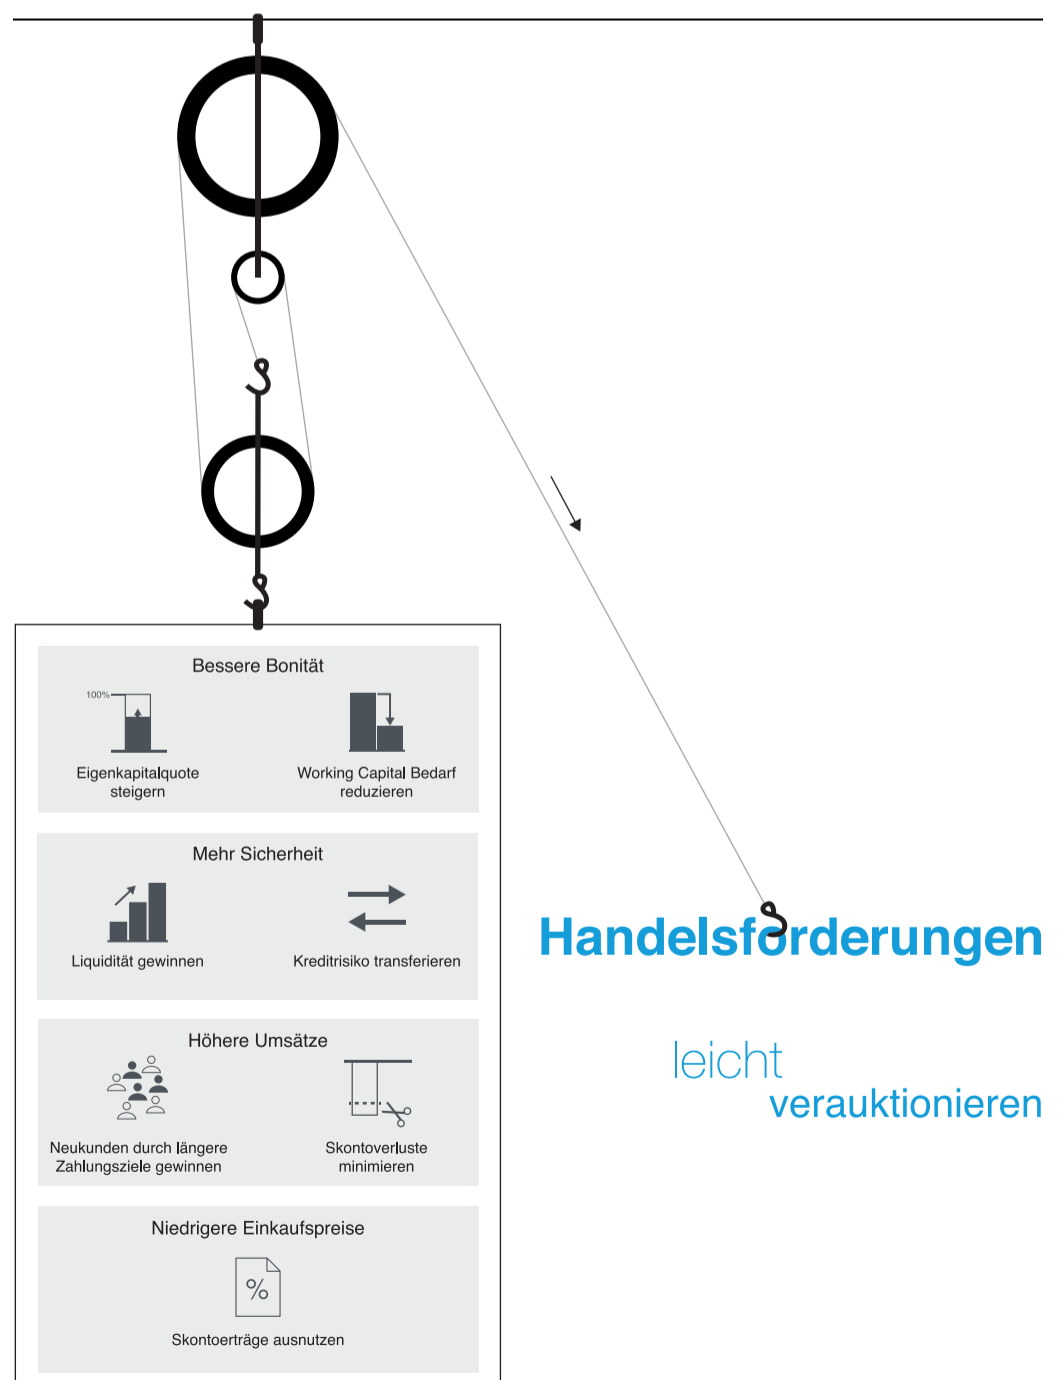 Bessere Bonität
100%
Eigenkapitalquote
steigern
Working Capital Bedarf
reduzieren
Mehr Sicherheit
Liquidität gewinnen
Kreditrisiko transferieren
Höhere Umsätze
Neukunden durch längere
Zahlungsziele gewinnen
Skontoverluste
minimieren
Niedrigere Einkaufspreise
%
Skontoerträge ausnutzen
Handelsforderungen
leicht
verauktionieren